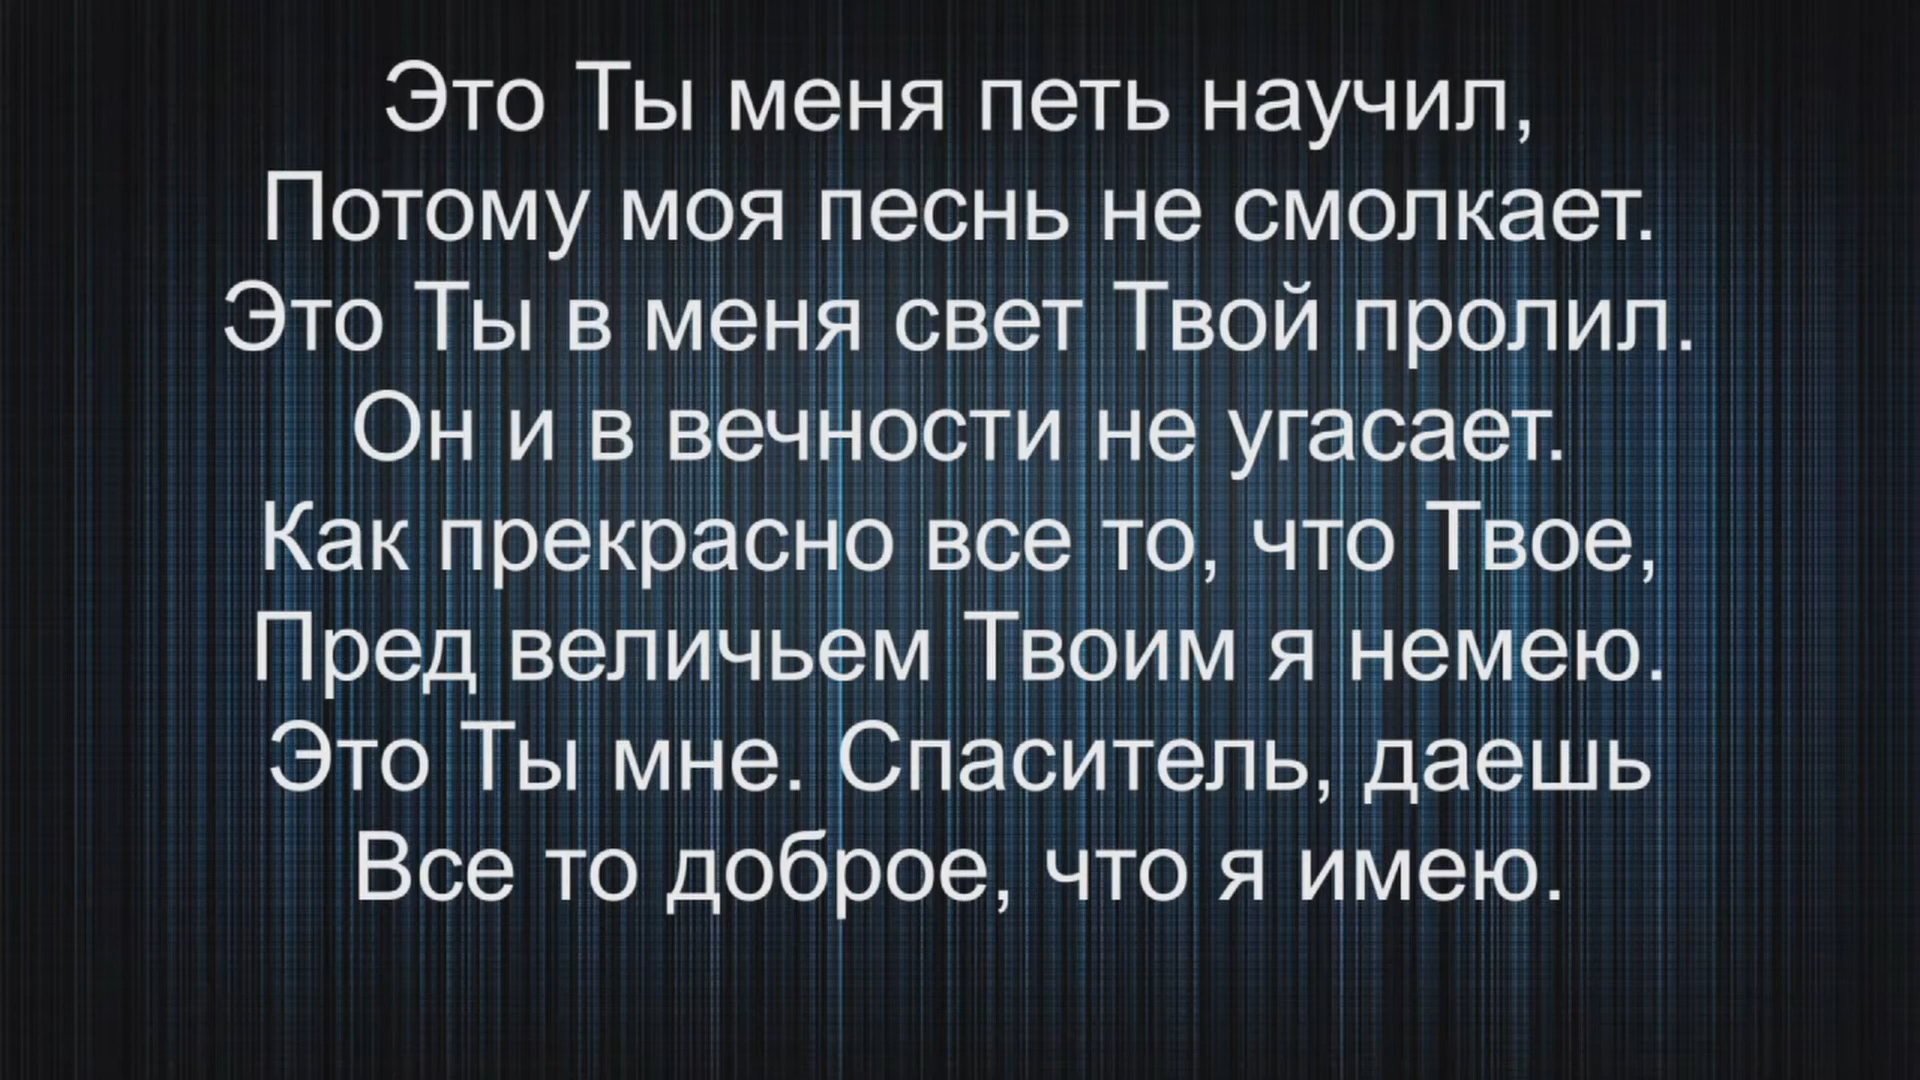 Это Ты меня петь научил,
Потому моя песнь не смолкает.
Это Ты в меня свет Твой пролил.
Он и в вечности не угасает.
Как прекрасно все то, что Твое,
Пред величьем Твоим я немею.
Это Ты мне. Спаситель, даешь
Все то доброе, что я имею.